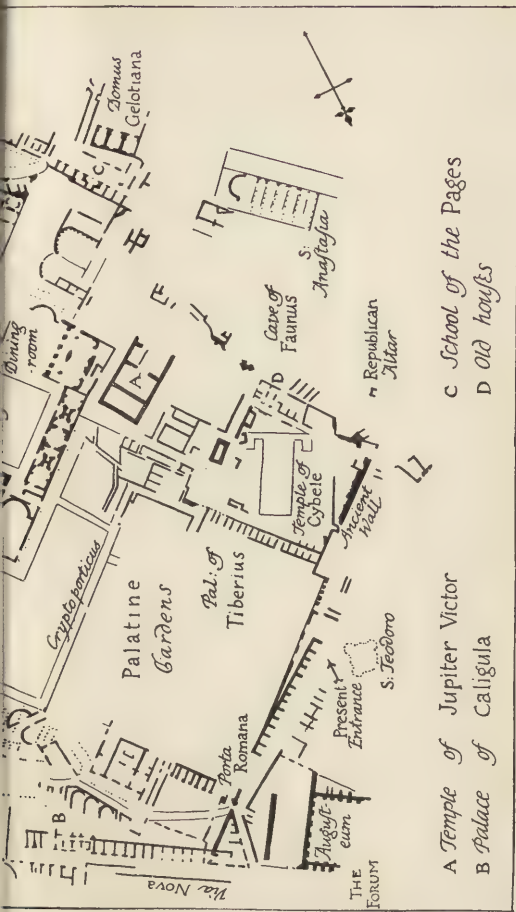 Domus
Gelotiana
C
Dining
-room
A
S:
Anastasia
Cave of
Faunus
D
Republican
Altar
Cryptoporticus
Temple of
Cybele
Ancient
Wall
Palatine
Gardens
Pal: of
Tiberius
Present
Entrance
S: Teodoro
B
Porta
Romana
Via Nova
August-
eum
THE
FORUM
A Temple of Jupiter Victor
B Palace of Caligula
C School of the Pages
D Old houses